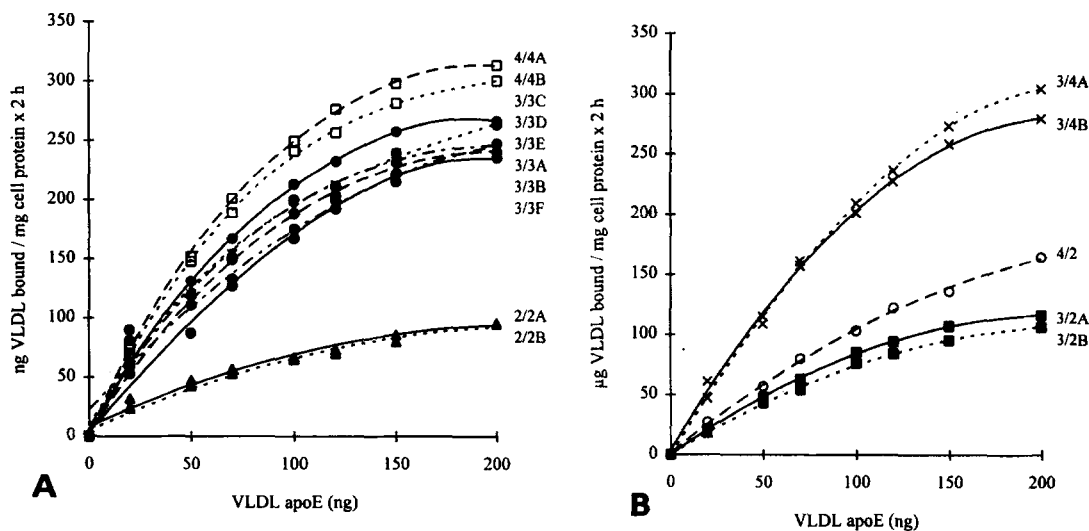 350
300
250
200
150
100
50
0
ng VLDL bound / mg cell protein x 2 h
4/4A
4/4B
3/3C
3/3D
3/3E
3/3A
3/3B
3/3F
2/2A
2/2B
0 50 100 150 200
VLDL apoE (ng)
A
350
300
250
200
150
100
50
0
µg VLDL bound / mg cell protein x 2 h
3/4A
3/4B
4/2
3/2A
3/2B
0 50 100 150 200
VLDL apoE (ng)
B